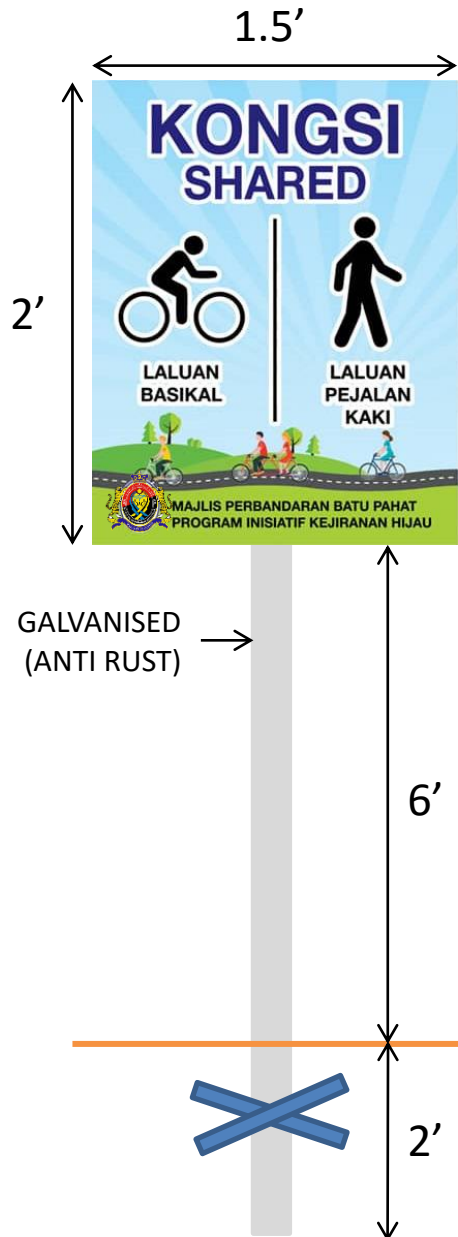 1.5’
KONGSI
SHARED
2’
LALUAN
BASIKAL
LALUAN
PEJALAN
KAKI
MAJLIS PERBANDARAN BATU PAHAT
PROGRAM INISIATIF KEJIRANAN HIJAU
GALVANISED
(ANTI RUST)
6’
2’